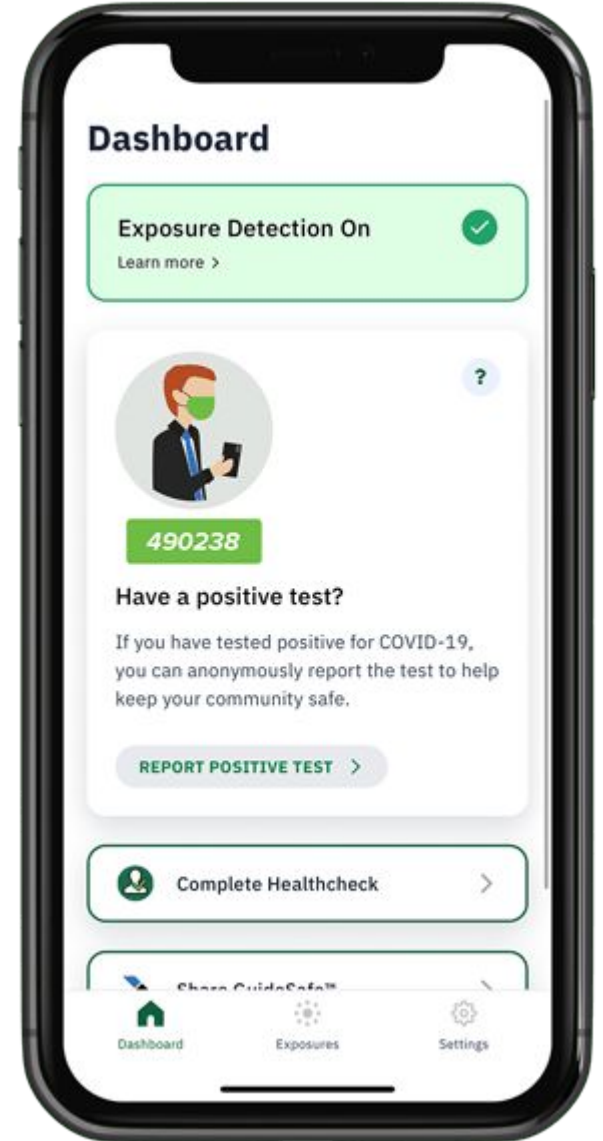 Dashboard
Exposure Detection On
Learn more >
?
490238
Have a positive test?
If you have tested positive for COVID-19,
you can anonymously report the test to help
keep your community safe.
REPORT POSITIVE TEST >
Complete Healthcheck
Share GuideSafe™
Dashboard
Exposures
Settings